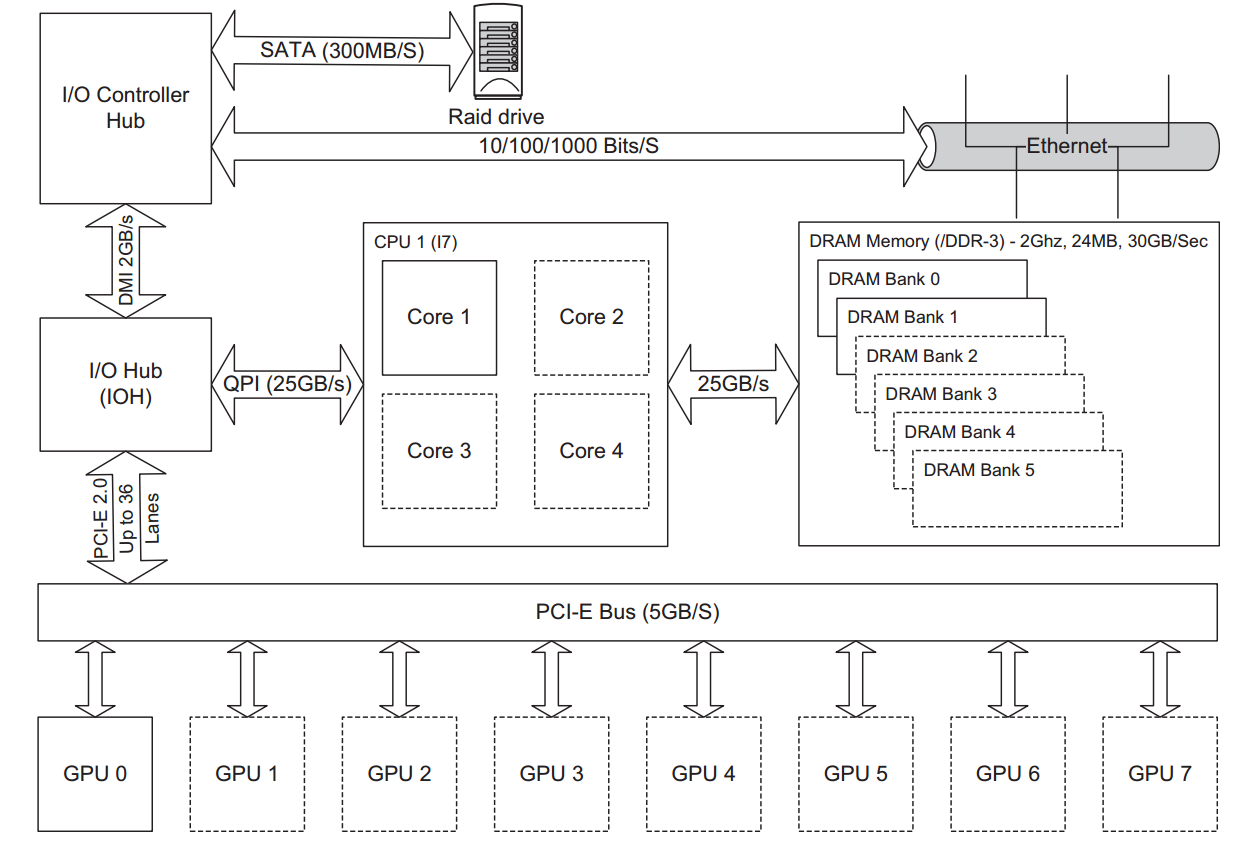 SATA (300MB/S)
I/O Controller
Hub
Raid drive
10/100/1000 Bits/S
Ethernet
DMI 2GB/s
CPU 1 (I7)
Core 1
Core 2
Core 3
Core 4
DRAM Memory (/DDR-3) - 2Ghz, 24MB, 30GB/Sec
DRAM Bank 0
DRAM Bank 1
DRAM Bank 2
DRAM Bank 3
DRAM Bank 4
DRAM Bank 5
I/O Hub
(IOH)
QPI (25GB/s)
25GB/s
PCI-E 2.0
Up to 36
Lanes
PCI-E Bus (5GB/S)
GPU 0
GPU 1
GPU 2
GPU 3
GPU 4
GPU 5
GPU 6
GPU 7